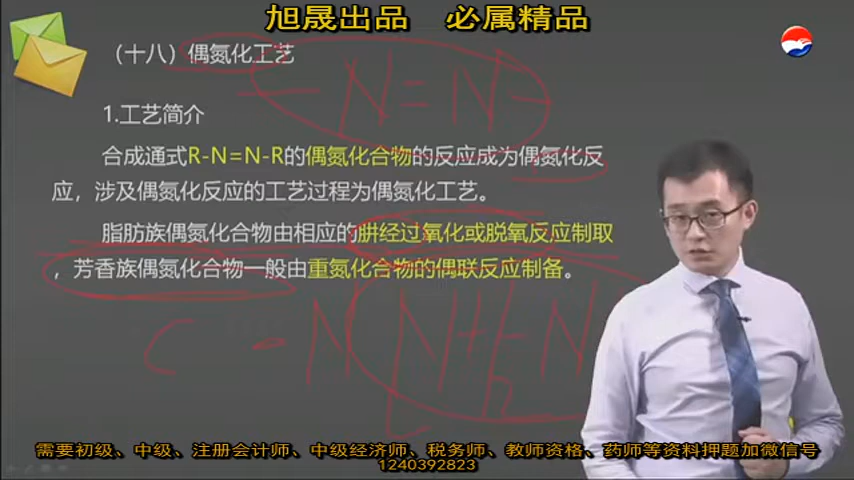 旭晟出品 必属精品
（十八）偶氮化工艺
N=N
1.工艺简介
合成通式R-N=N-R的偶氮化合物的反应成为偶氮化反
应，涉及偶氮化反应的工艺过程为偶氮化工艺。
脂肪族偶氮化合物由相应的肼经过氧化或脱氧反应制取
，芳香族偶氮化合物一般由重氮化合物的偶联反应制备。
需要初级、中级、注册会计师、中级经济师、税务师、教师资格、药师等资料押题加微信号
1240392823